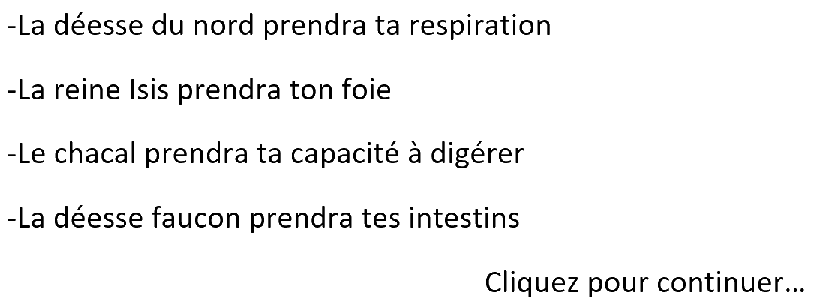 -La déesse du nord prendra ta respiration
-La reine Isis prendra ton foie
-Le chacal prendra ta capacité à digérer
-La déesse faucon prendra tes intestins
Cliquez pour continuer...